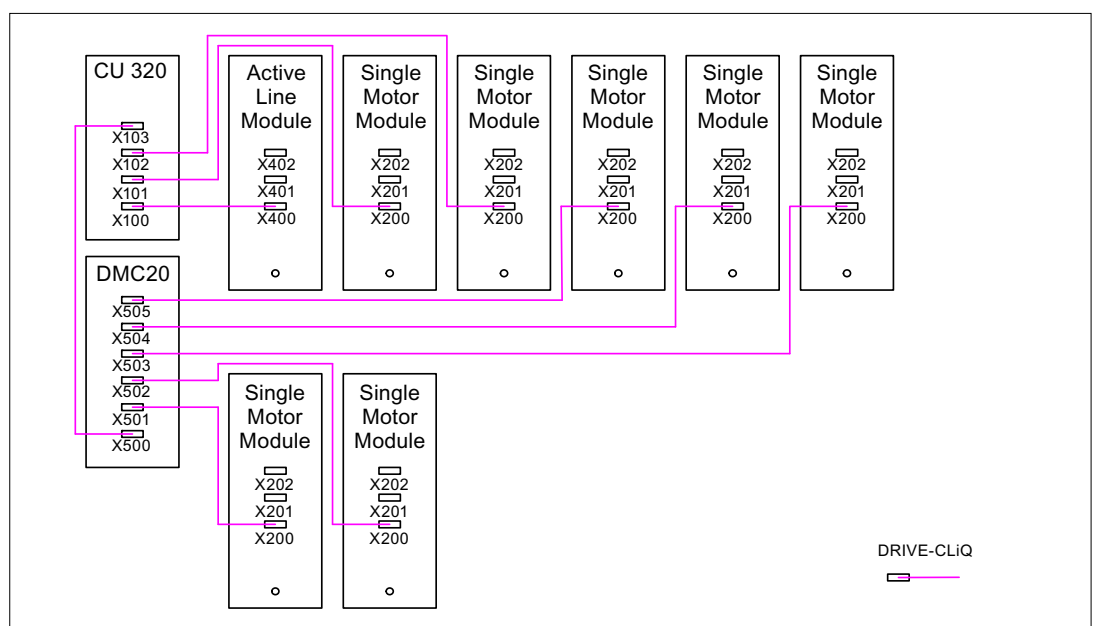 CU 320
X103
X102
X101
X100
Active
Line
Module
X402
X401
X400
Single
Motor
Module
X202
X201
X200
Single
Motor
Module
X202
X201
X200
Single
Motor
Module
X202
X201
X200
Single
Motor
Module
X202
X201
X200
Single
Motor
Module
X202
X201
X200
DMC20
X505
X504
X503
X502
X501
X500
Single
Motor
Module
X202
X201
X200
Single
Motor
Module
X202
X201
X200
DRIVE-CLiQ